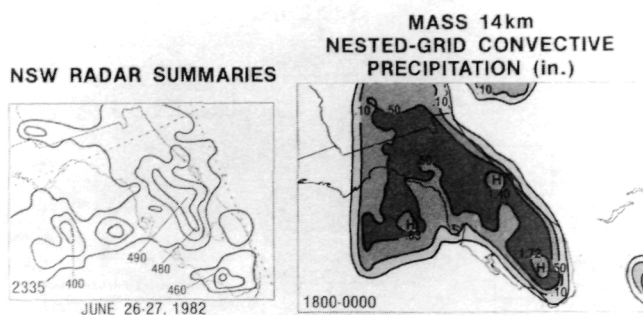 NSW RADAR SUMMARIES
490
480
2335
400
460
JUNE 26-27, 1982
MASS 14km
NESTED-GRID CONVECTIVE
PRECIPITATION (in.)
.10
.50
.10
.10
H
H
1.72
H
.50
.10
1800-0000